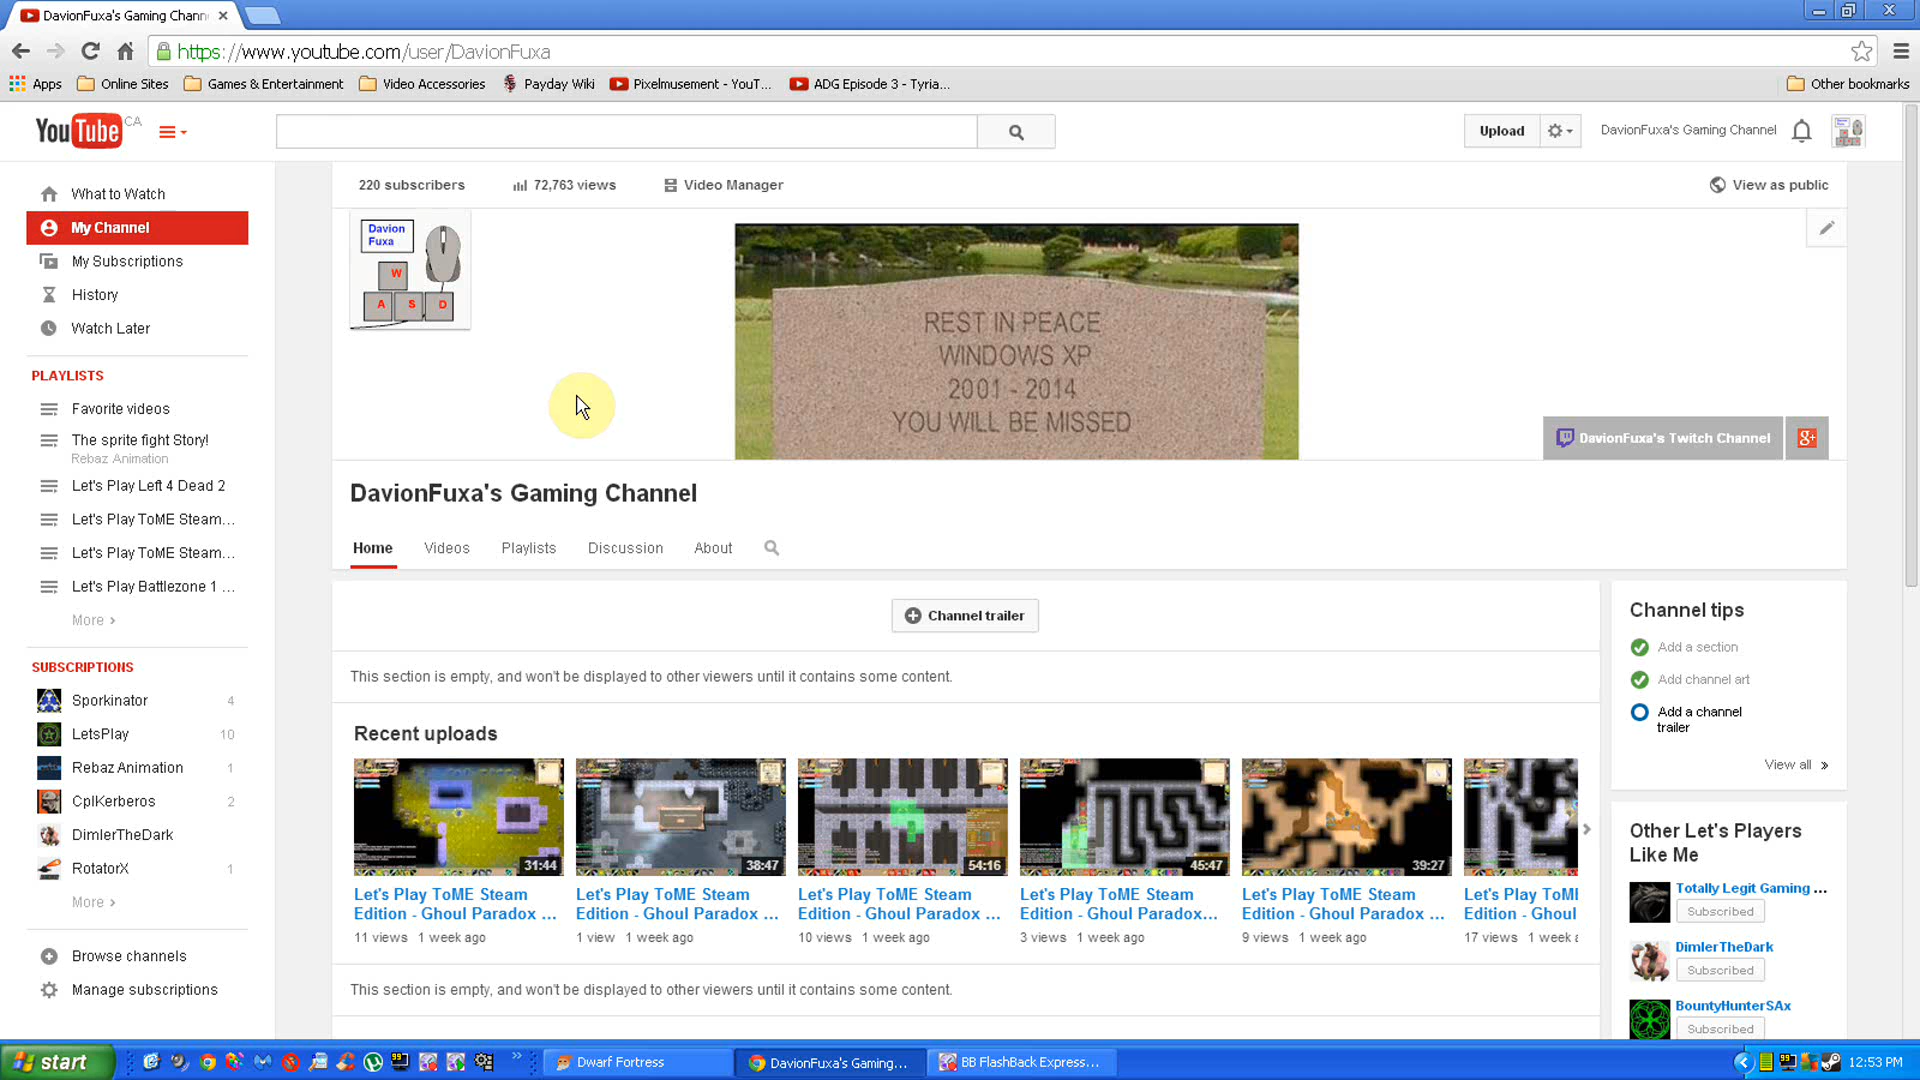 DavionFuxa's Gaming Chann
https://www.youtube.com/user/DavionFuxa
Apps Online Sites Games & Entertainment Video Accessories Payday Wiki Pixelmusement - YouT... ADG Episode 3 - Tyria... Other bookmarks
YouTube CA Upload DavionFuxa's Gaming Channel
220 subscribers 72,763 views Video Manager View as public
What to Watch
My Channel
My Subscriptions
History
Watch Later
PLAYLISTS
Favorite videos
The sprite fight Story!
Rebaz Animation
Let's Play Left 4 Dead 2
Let's Play ToME Steam...
Let's Play ToME Steam...
Let's Play Battlezone 1 ...
More
SUBSCRIPTIONS
Sporkinator 4
LetsPlay 10
Rebaz Animation 1
CplKerberos 2
DimlerTheDark
RotatorX 1
More
Browse channels
Manage subscriptions
Davion
Fuxa
W
A S D
REST IN PEACE
WINDOWS XP
2001 - 2014
YOU WILL BE MISSED
DavionFuxa's Twitch Channel g+
DavionFuxa's Gaming Channel
Home Videos Playlists Discussion About
Channel trailer
This section is empty, and won't be displayed to other viewers until it contains some content.
Recent uploads
31:44 38:47 54:16 45:47 39:27
Let's Play ToME Steam Let's Play ToME Steam Let's Play ToME Steam Let's Play ToME Steam Let's Play ToME Steam Let's Play ToME
Edition - Ghoul Paradox ... Edition - Ghoul Paradox ... Edition - Ghoul Paradox ... Edition - Ghoul Paradox... Edition - Ghoul Paradox ... Edition - Ghoul
11 views 1 week ago 1 view 1 week ago 10 views 1 week ago 3 views 1 week ago 9 views 1 week ago 17 views 1 week a
This section is empty, and won't be displayed to other viewers until it contains some content.
Channel tips
Add a section
Add channel art
Add a channel
trailer
View all »
Other Let's Players
Like Me
Totally Legit Gaming ...
Subscribed
DimlerTheDark
Subscribed
BountyHunterSAx
Subscribed
start Dwarf Fortress DavionFuxa's Gaming... BB FlashBack Express... 12:53 PM